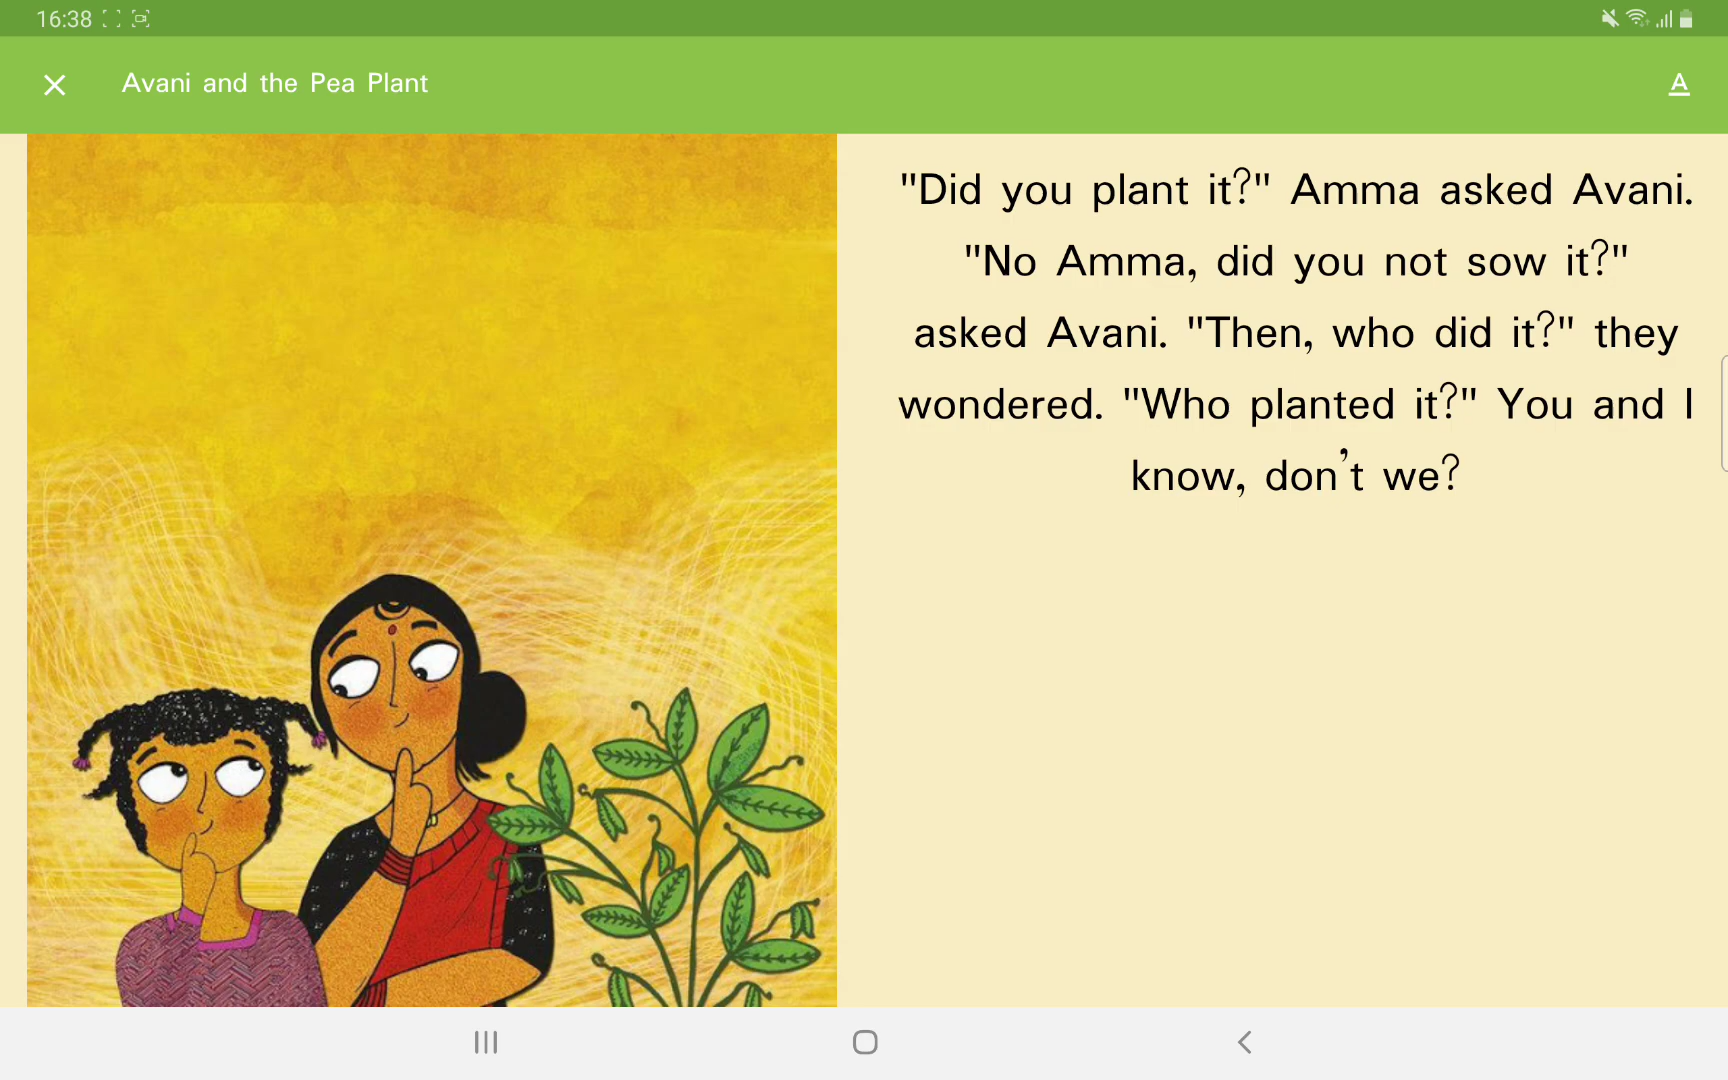 16:38
Avani and the Pea Plant
A
"Did you plant it?" Amma asked Avani.
"No Amma, did you not sow it?"
asked Avani. "Then, who did it?" they
wondered. "Who planted it?" You and I
know, don’t we?